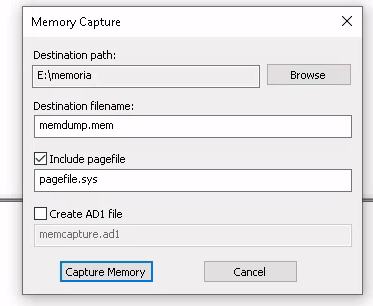 Memory Capture
Destination path:
E:\memoria
Browse
Destination filename:
memdump.mem
Include pagefile
pagefile.sys
Create AD1 file
memcapture.ad1
Capture Memory
Cancel